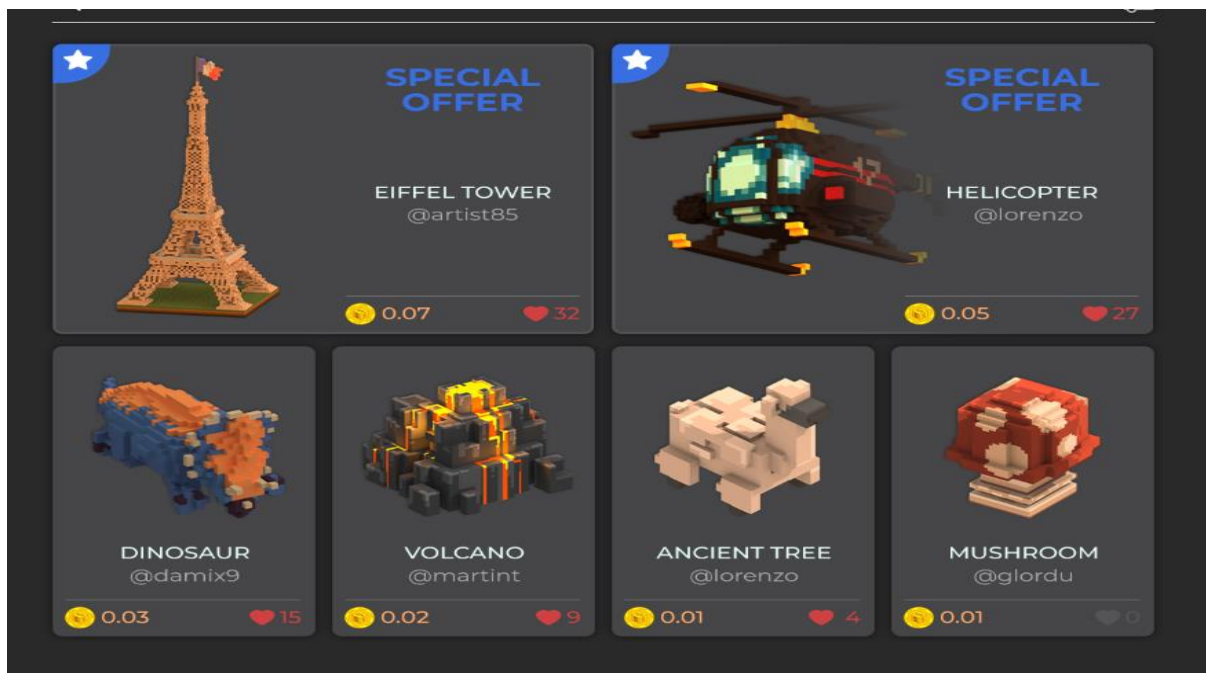 SPECIAL
OFFER
EIFFEL TOWER
@artist85
0.07
32
SPECIAL
OFFER
17
HELICOPTER
@lorenzo
0.05
27
DINOSAUR
@damix9
0.03
15
VOLCANO
@martint
0.02
9
ANCIENT TREE
@lorenzo
0.01
4
MUSHROOM
@glordu
0.01
0